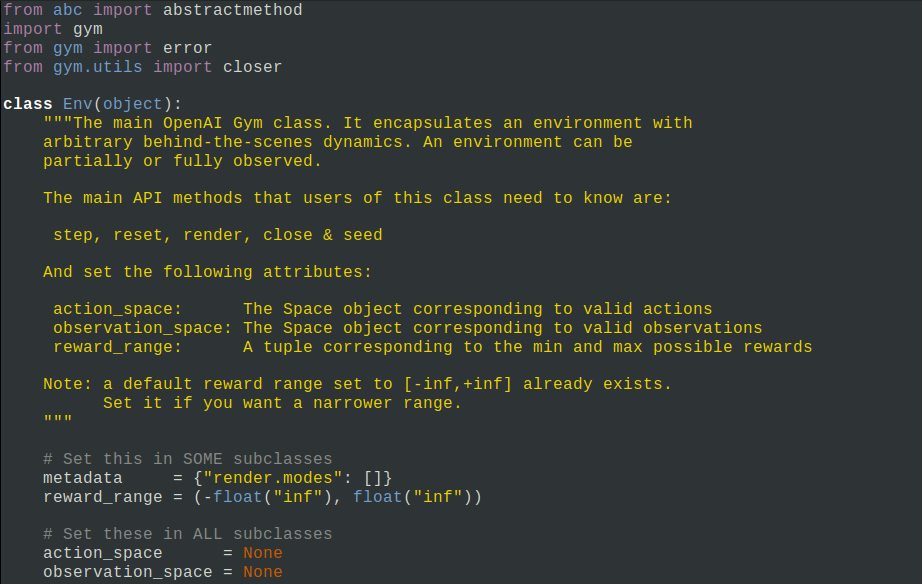 from abc import abstractmethod
import gym
from gym import error
from gym.utils import closer

class Env(object):
    """The main OpenAI Gym class. It encapsulates an environment with
    arbitrary behind-the-scenes dynamics. An environment can be
    partially or fully observed.

    The main API methods that users of this class need to know are:

     step, reset, render, close & seed

    And set the following attributes:

     action_space:      The Space object corresponding to valid actions
     observation_space: The Space object corresponding to valid observations
     reward_range:      A tuple corresponding to the min and max possible rewards

    Note: a default reward range set to [-inf,+inf] already exists.
          Set it if you want a narrower range.
    """

    # Set this in SOME subclasses
    metadata     = {"render.modes": []}
    reward_range = (-float("inf"), float("inf"))

    # Set these in ALL subclasses
    action_space      = None
    observation_space = None